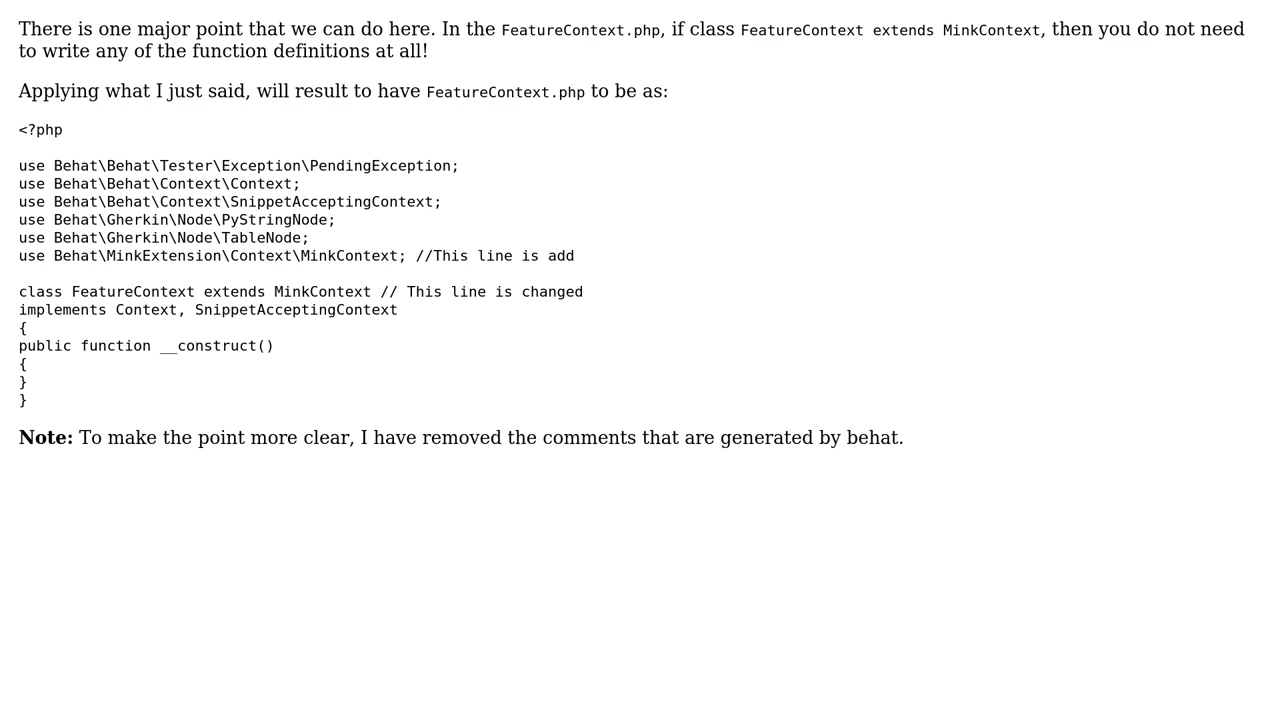 There is one major point that we can do here. In the FeatureContext.php, if class FeatureContext extends MinkContext, then you do not need
to write any of the function definitions at all!
Applying what I just said, will result to have FeatureContext.php to be as:
<?php
use Behat\Behat\Tester\Exception\PendingException;
use Behat\Behat\Context\Context;
use Behat\Behat\Context\SnippetAcceptingContext;
use Behat\Gherkin\Node\PyStringNode;
use Behat\Gherkin\Node\TableNode;
use Behat\MinkExtension\Context\MinkContext; //This line is add
class FeatureContext extends MinkContext // This line is changed
implements Context, SnippetAcceptingContext
{
public function __construct()
{
}
}
Note: To make the point more clear, I have removed the comments that are generated by behat.